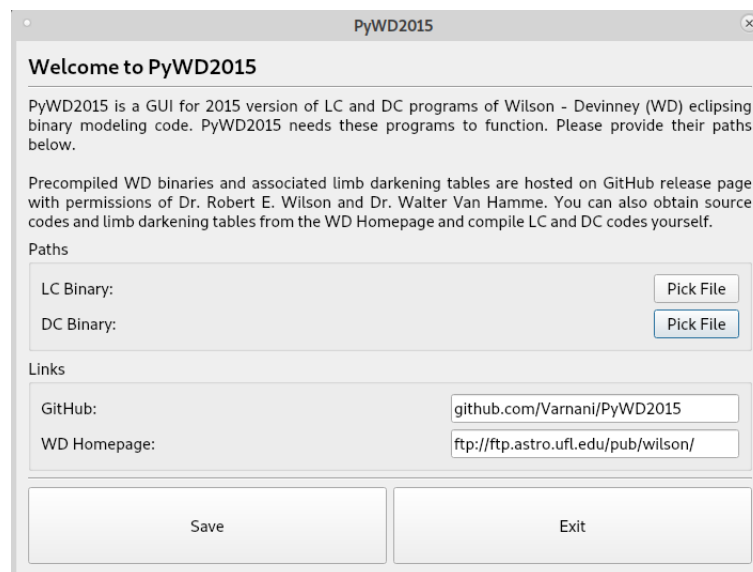 PyWD2015
Welcome to PyWD2015
PyWD2015 is a GUI for 2015 version of LC and DC programs of Wilson - Devinney (WD) eclipsing
binary modeling code. PyWD2015 needs these programs to function. Please provide their paths
below.
Precompiled WD binaries and associated limb darkening tables are hosted on GitHub release page
with permissions of Dr. Robert E. Wilson and Dr. Walter Van Hamme. You can also obtain source
codes and limb darkening tables from the WD Homepage and compile LC and DC codes yourself.
Paths
LC Binary: Pick File
DC Binary: Pick File
Links
GitHub: github.com/Varnani/PyWD2015
WD Homepage: ftp://ftp.astro.ufl.edu/pub/wilson/
Save Exit